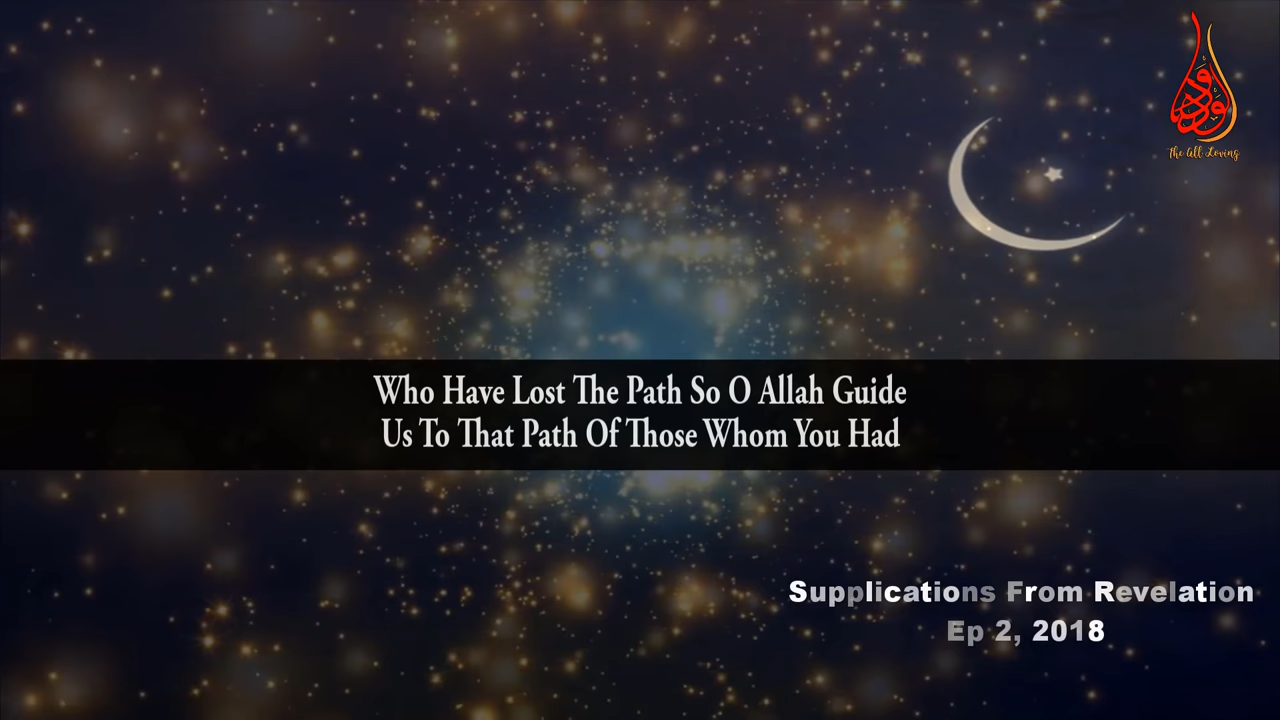 الودود
The All Loving
Who Have Lost The Path So O Allah Guide
Us To That Path Of Those Whom You Had
Supplications From Revelation
Ep 2, 2018